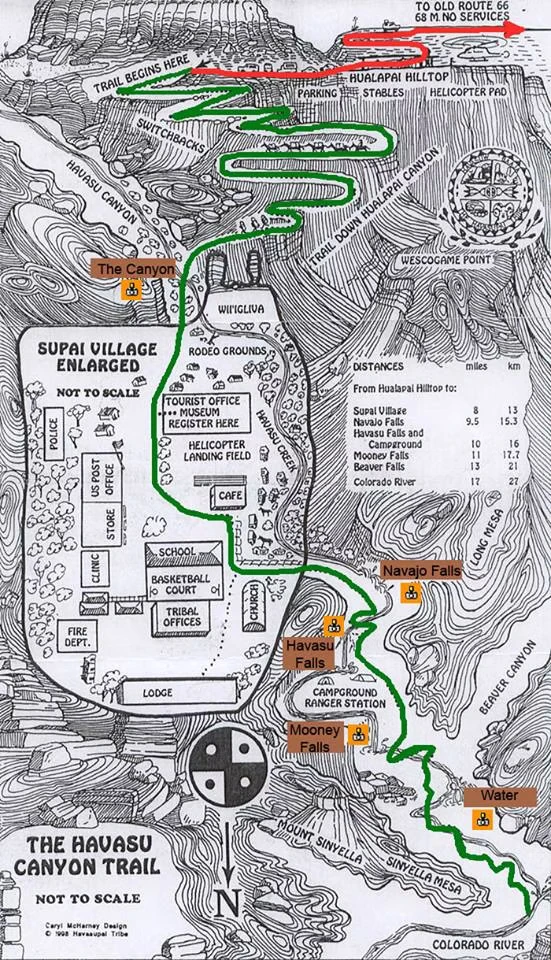 TO OLD ROUTE 66
68 M. NO SERVICES
TRAIL BEGINS HERE
HUALAPAI HILLTOP
PARKING
STABLES
HELICOPTER PAD
SWITCHBACKS
HAVASU CANYON
TRAIL DOWN HUALAPAI CANYON
WESCOGAME POINT
The Canyon
WII'IGLIVA
SUPAI VILLAGE
ENLARGED
NOT TO SCALE
RODEO GROUNDS
TOURIST OFFICE
MUSEUM
REGISTER HERE
HELICOPTER
LANDING FIELD
HAVASU CREEK
POLICE
US POST
OFFICE
STORE
CAFE
CLINIC
SCHOOL
BASKETBALL
COURT
TRIBAL
OFFICES
CHURCH
FIRE
DEPT.
LODGE
DISTANCES miles km
From Hualapai Hilltop to:
Supai Village 8 13
Navajo Falls 9.5 15.3
Havasu Falls and
Campground 10 16
Mooney Falls 11 17.7
Beaver Falls 13 21
Colorado River 17 27
LONG MESA
Navajo Falls
Havasu
Falls
BEAVER CANYON
CAMPGROUND
RANGER STATION
Mooney
Falls
Water
MOUNT SINYELLA
SINYELLA MESA
N
THE HAVASU
CANYON TRAIL
NOT TO SCALE
Caryl McHarney Design
© 1998 Havasupai Tribe
COLORADO RIVER